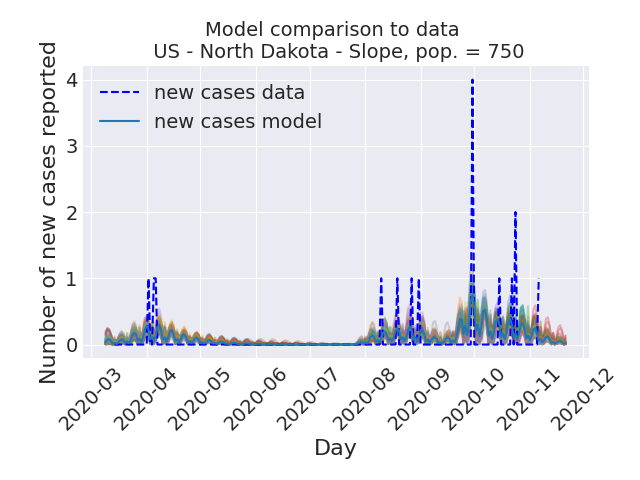 Model comparison to data
US - North Dakota - Slope, pop. = 750
Number of new cases reported
4
3
2
1
0
new cases data
new cases model
2020-03
2020-04
2020-05
2020-06
2020-07
2020-08
2020-09
2020-10
2020-11
2020-12
Day